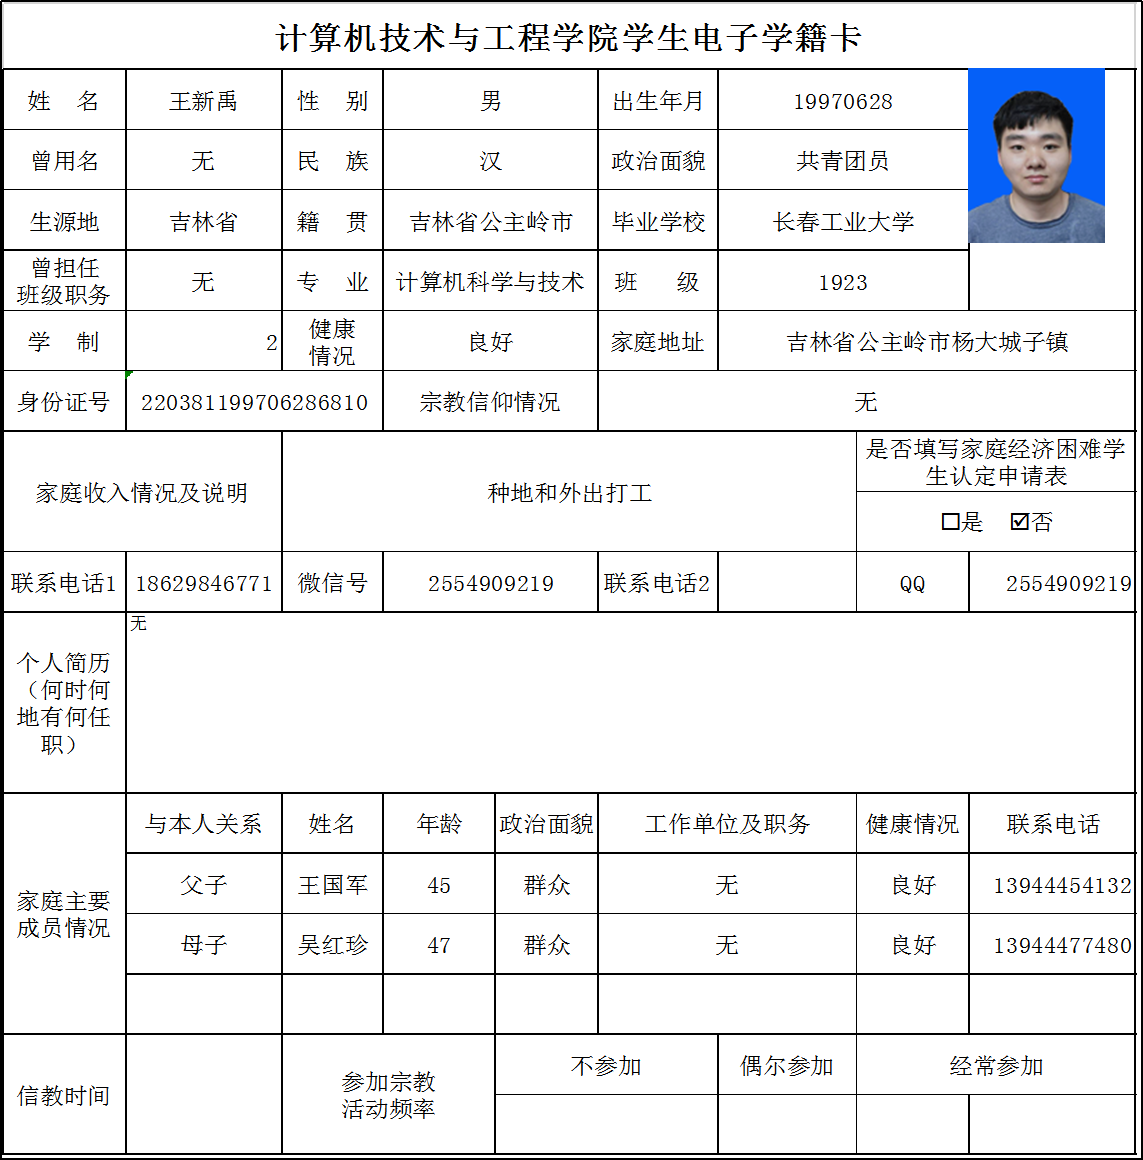 计算机技术与工程学院学生电子学籍卡
姓 名 王新禹 性 别 男 出生年月 19970628
曾用名 无 民 族 汉 政治面貌 共青团员
生源地 吉林省 籍 贯 吉林省公主岭市 毕业学校 长春工业大学
曾担任
班级职务 无 专 业 计算机科学与技术 班 级 1923
学 制 2 健康
情况 良好 家庭地址 吉林省公主岭市杨大城子镇
身份证号 220381199706286810 宗教信仰情况 无
家庭收入情况及说明 种地和外出打工 是否填写家庭经济困难学
生认定申请表
☐是 ☑否
联系电话1 18629846771 微信号 2554909219 联系电话2 QQ 2554909219
个人简历
（何时何
地有何任
职）
无
家庭主要
成员情况
与本人关系 姓名 年龄 政治面貌 工作单位及职务 健康情况 联系电话
父子 王国军 45 群众 无 良好 13944454132
母子 吴红珍 47 群众 无 良好 13944477480
信教时间 参加宗教
活动频率 不参加 偶尔参加 经常参加